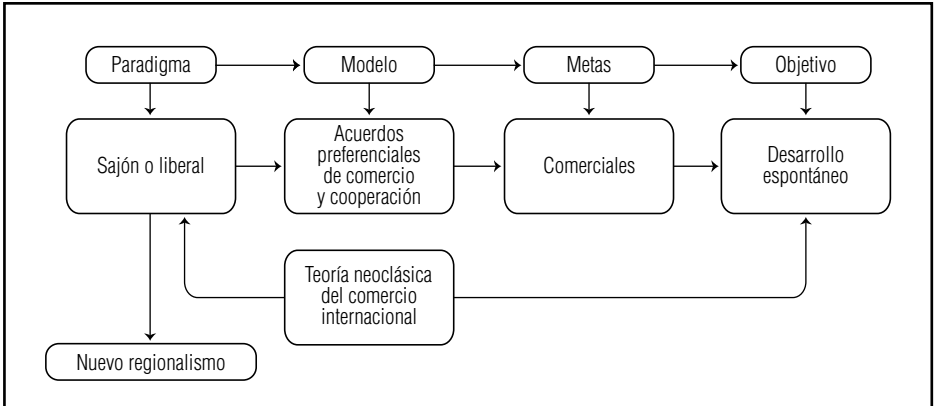 Paradigma
Modelo
Metas
Objetivo
Sajón o liberal
Acuerdos
preferenciales
de comercio
y cooperación
Comerciales
Desarrollo
espontáneo
Teoría neoclásica
del comercio
internacional
Nuevo regionalismo